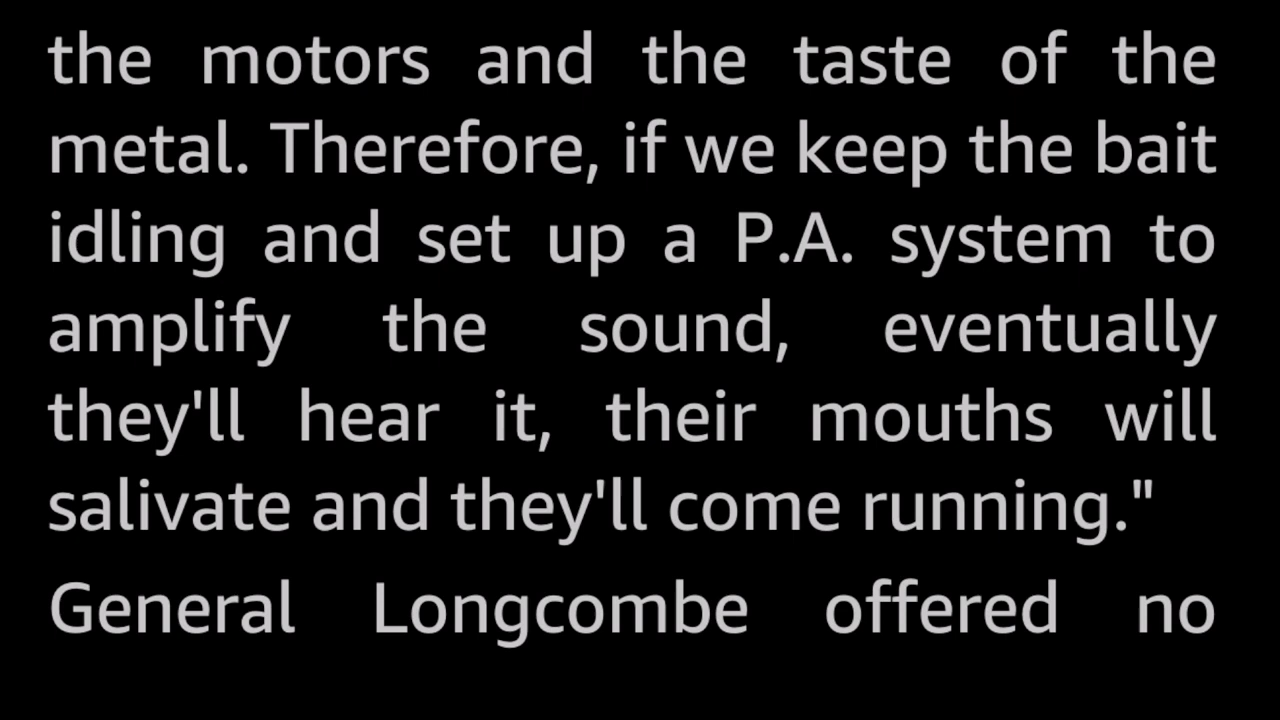 the motors and the taste of the
metal. Therefore, if we keep the bait
idling and set up a P.A. system to
amplify the sound, eventually
they'll hear it, their mouths will
salivate and they'll come running."
General Longcombe offered no